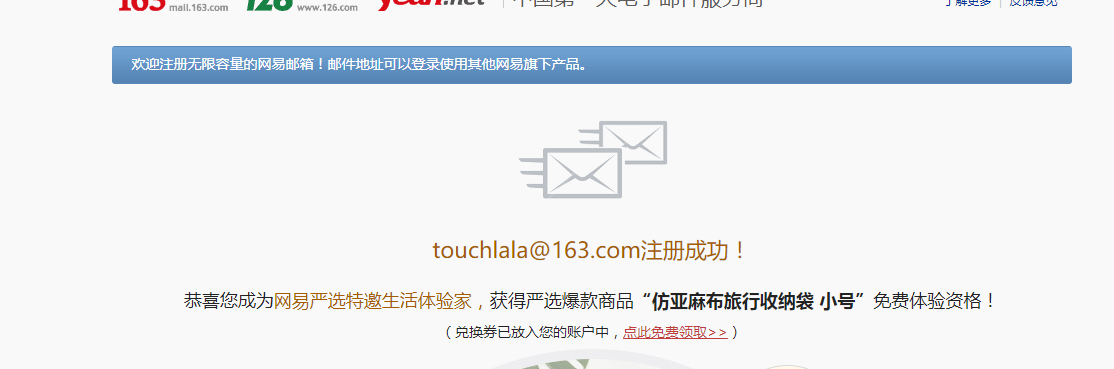 163 mail.163.com 126 www.126.com yeah.net 中国第一大电子邮件服务商 了解更多 | 反馈意见
欢迎注册无限容量的网易邮箱！邮件地址可以登录使用其他网易旗下产品。
touchlala@163.com注册成功！
恭喜您成为网易严选特邀生活体验家，获得严选爆款商品“仿亚麻布旅行收纳袋 小号”免费体验资格！
（兑换券已放入您的账户中，点此免费领取>>）